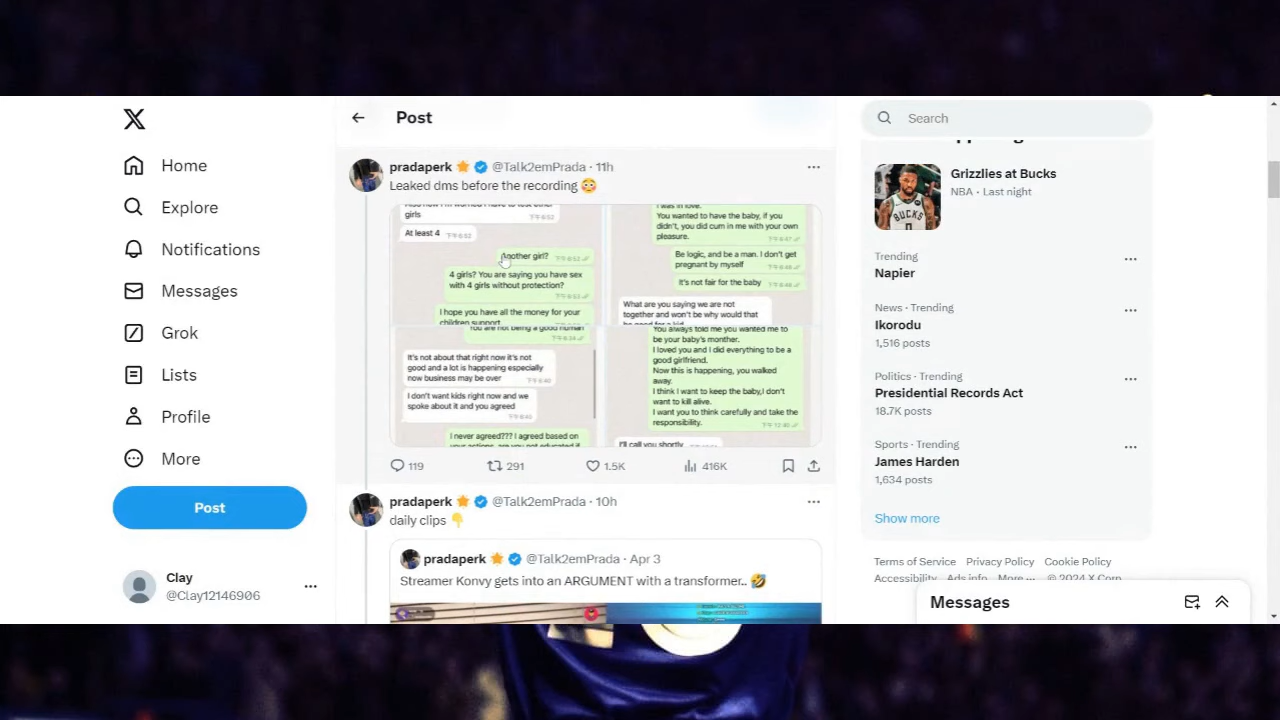 Post
Search
Home
Explore
Notifications
Messages
Grok
Lists
Profile
More
Post
Clay
@Clay12146906
pradaperk @Talk2emPrada · 11h
Leaked dms before the recording
girls
At least 4
Another girl?
4 girls? You are saying you have sex
with 4 girls without protection?
I hope you have all the money for your
children support
I was in love.
You wanted to have the baby, if you
didn't, you did cum in me with your own
pleasure.
Be logic, and be a man. I don't get
pregnant by myself
It's not fair for the baby
What are you saying we are not
together and won't be why would that
You are not being a good human
It's not about that right now it's not
good and a lot is happening especially
now business may be over
I don't want kids right now and we
spoke about it and you agreed
I never agreed??? I agreed based on
You always told me you wanted me to
be your baby's monther.
I loved you and I did everything to be a
good girlfriend.
Now this is happening, you walked
away.
I think I want to keep the baby,I don't
want to kill alive.
I want you to think carefully and take the
responsibility.
I'll call you shortly
119
291
1.5K
416K
pradaperk @Talk2emPrada · 10h
daily clips
pradaperk @Talk2emPrada · Apr 3
Streamer Konvy gets into an ARGUMENT with a transformer..
Grizzlies at Bucks
NBA · Last night
BUCKS
Trending
Napier
News · Trending
Ikorodu
1,516 posts
Politics · Trending
Presidential Records Act
18.7K posts
Sports · Trending
James Harden
1,634 posts
Show more
Terms of Service Privacy Policy Cookie Policy
Accessibility Ads info More ··· © 2024 X Corp.
Messages